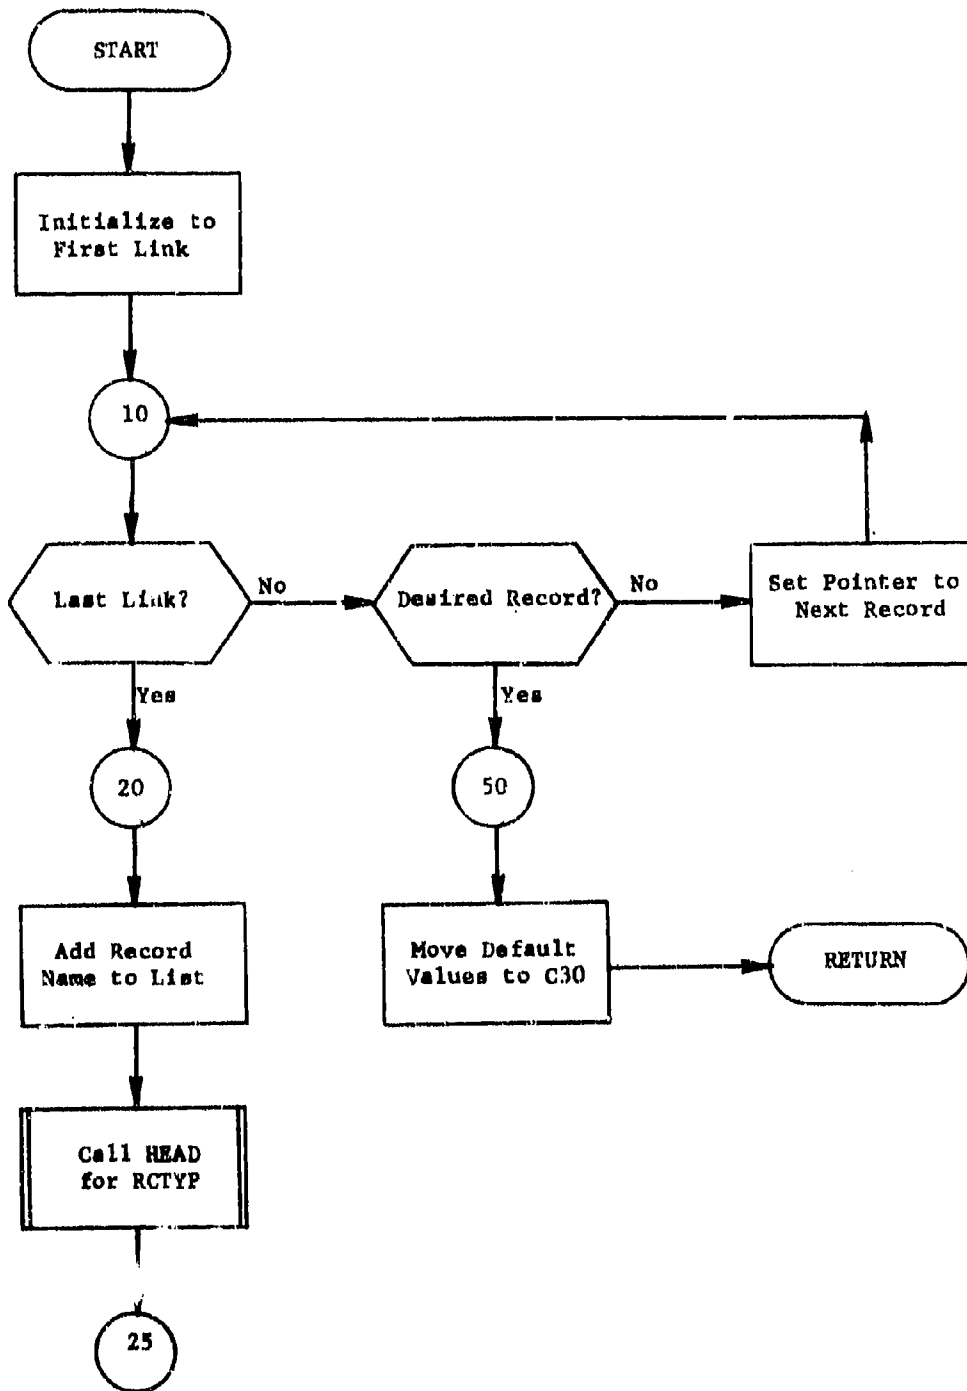 START
Initialize to
First Link
10
Last Link?
No
Desired Record?
No
Set Pointer to
Next Record
Yes
Yes
20
50
Add Record
Name to List
Move Default
Values to C30
RETURN
Call HEAD
for RCTYP
25